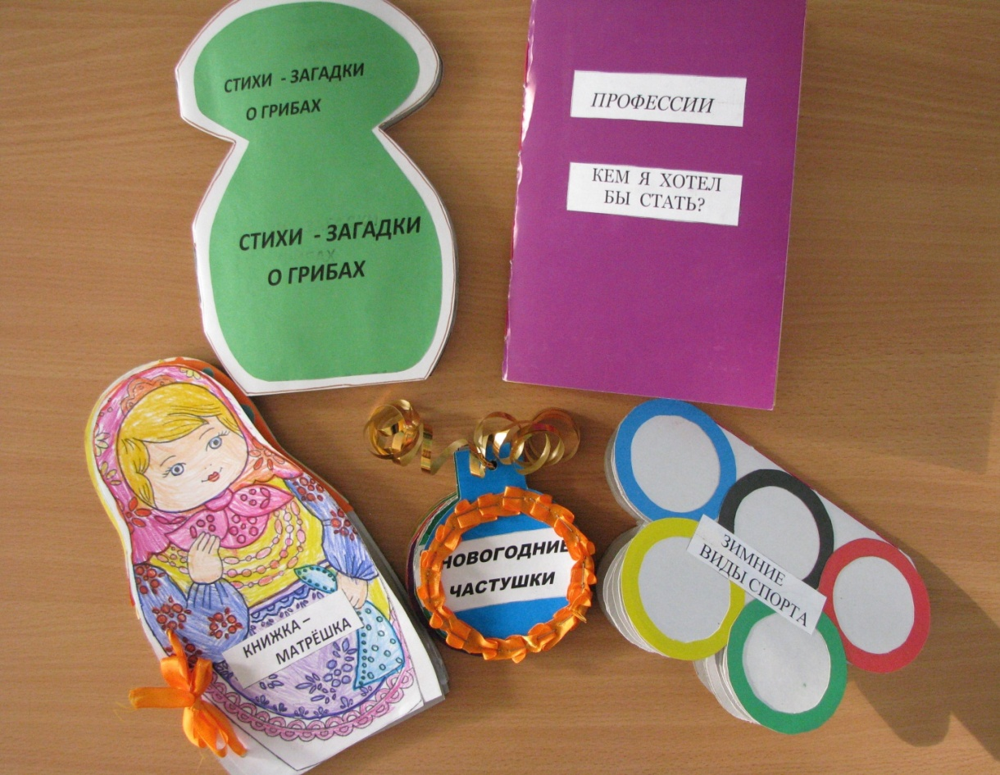 СТИХИ - ЗАГАДКИ
О ГРИБАХ
СТИХИ - ЗАГАДКИ
О ГРИБАХ
ПРОФЕССИИ
КЕМ Я ХОТЕЛ
БЫ СТАТЬ?
КНИЖКА –
МАТРЁШКА
НОВОГОДНИЕ
ЧАСТУШКИ
ЗИМНИЕ
ВИДЫ СПОРТА